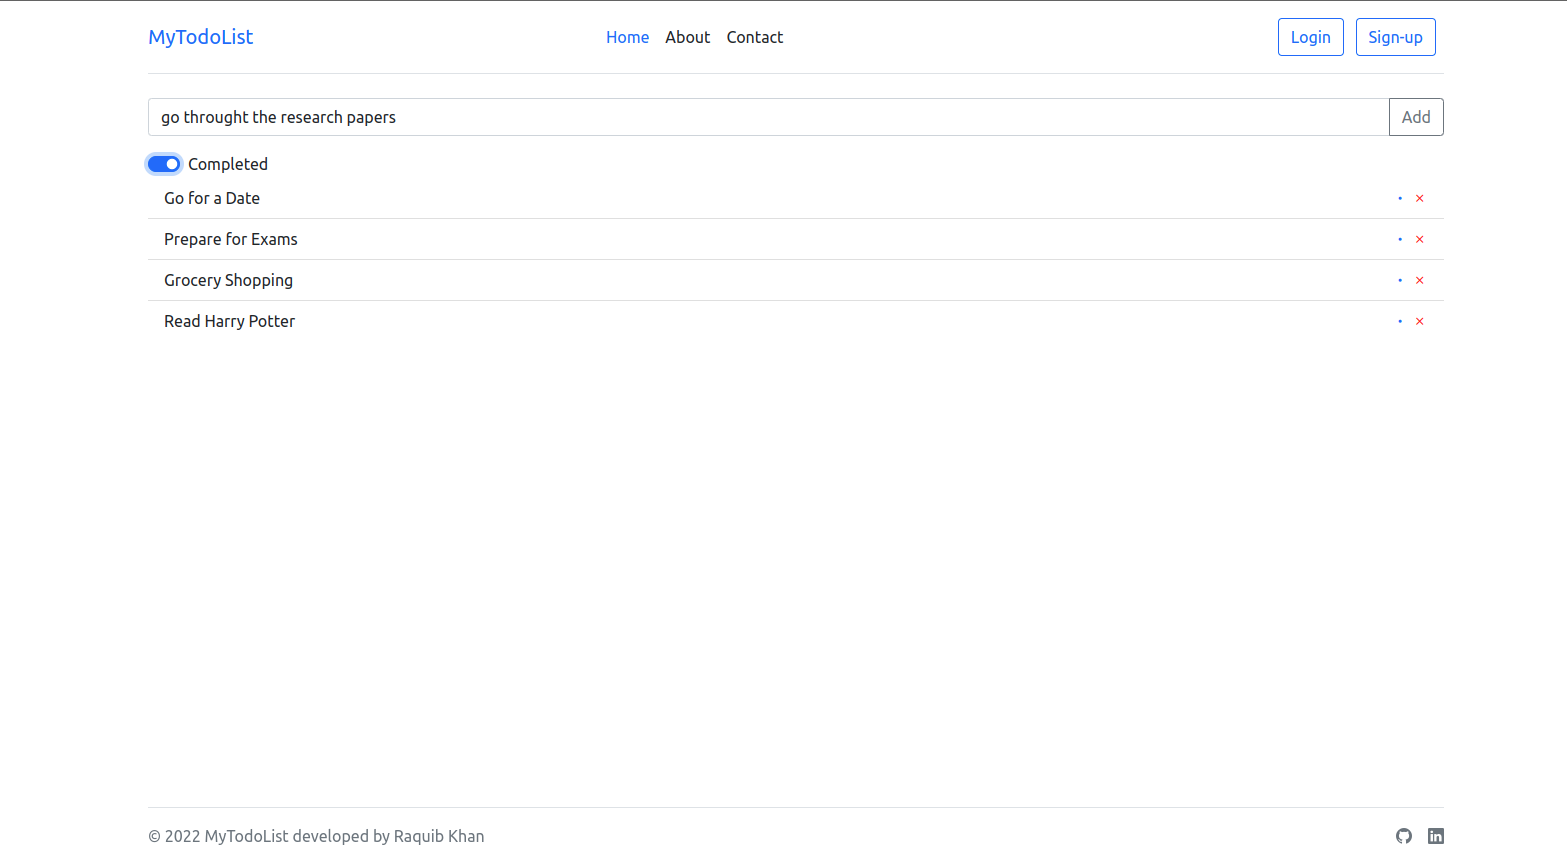 MyTodoList Home About Contact Login Sign-up
go throught the research papers Add
Completed
Go for a Date
Prepare for Exams
Grocery Shopping
Read Harry Potter
© 2022 MyTodoList developed by Raquib Khan